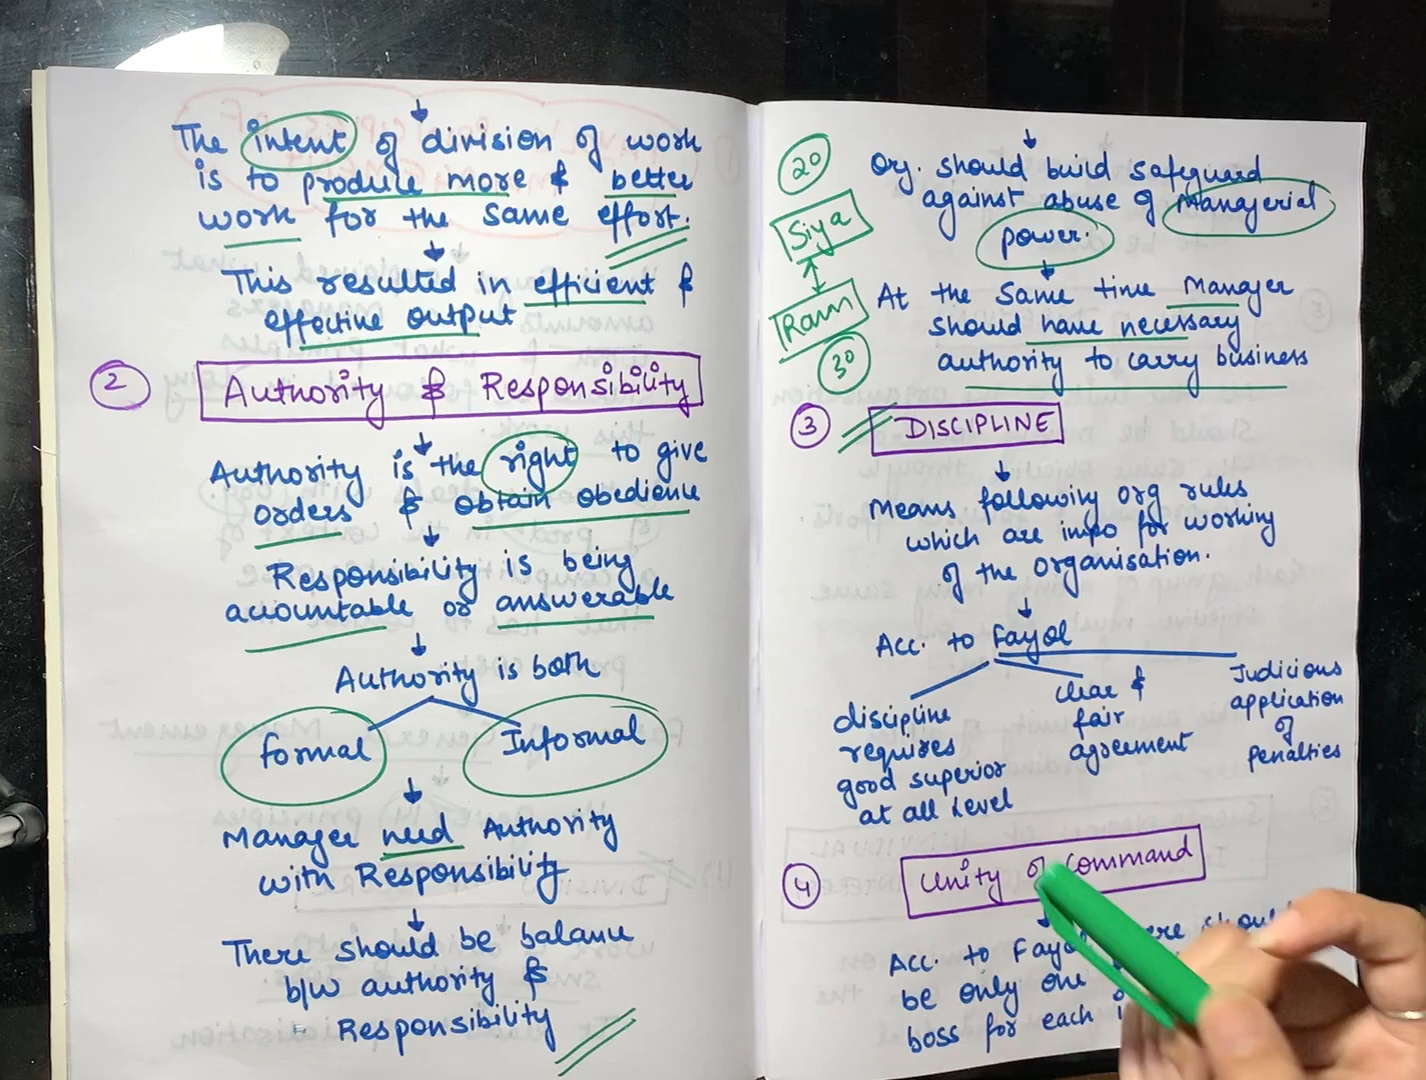 The intent of division of work
is to produce more & better
work for the same effort.
This resulted in efficient &
effective output
2 Authority & Responsibility
Authority is the right to give
orders & obtain obedience
Responsibility is being
accountable or answerable
Authority is both
formal Informal
Manager need Authority
with Responsibility
There should be balance
b/w authority &
Responsibility
20
Siya
Ram
30
Org. should build safeguard
against abuse of Managerial
power.
At the same time Manager
should have necessary
authority to carry business
3 DISCIPLINE
Means following org rules
which are impo for working
of the organisation.
Acc. to Fayol
discipline
requires
good superior
at all level
clear &
fair
agreement
Judicious
application
of
penalties
4 Unity of Command
Acc. to Fayol
be only one
boss for each